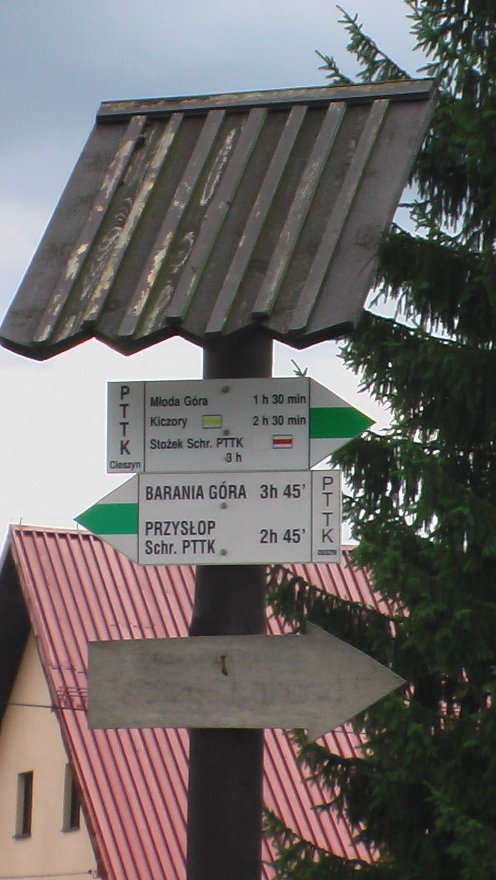 PTTK
Cieszyn
Młoda Góra 1 h 30 min
Kiczory 2 h 30 min
Stożek Schr. PTTK
3 h
BARANIA GÓRA 3h 45'
PRZYSŁOP
Schr. PTTK 2h 45'
PTTK
CIESZYN